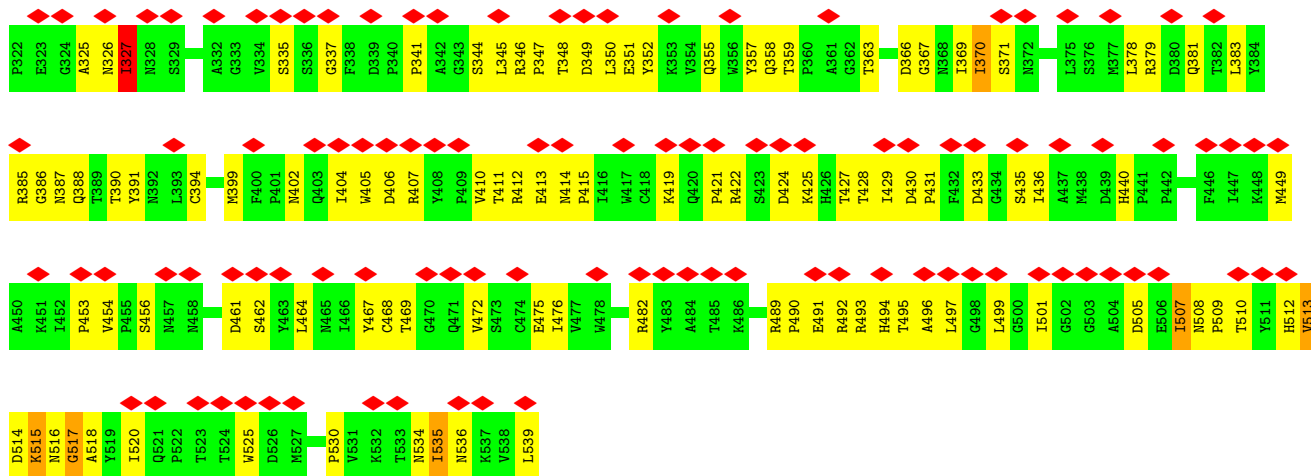 P322 E323 G324 A325 N326 I327 N328 S329 A332 G333 V334 S335 S336 G337 F338 D339 P340 P341 A342 G343 S344 L345 R346 P347 T348 D349 L350 E351 Y352 K353 V354 Q355 W356 Y357 Q358 T359 P360 A361 G362 T363 D366 G367 N368 I369 I370 S371 N372 L375 S376 M377 L378 R379 D380 Q381 T382 L383 Y384
R385 G386 N387 Q388 T389 T390 Y391 N392 L393 C394 M399 F400 P401 N402 Q403 I404 W405 D406 R407 Y408 P409 V410 T411 R412 E413 N414 P415 I416 W417 C418 K419 Q420 P421 R422 S423 D424 K425 H426 T427 T428 I429 D430 P431 F432 D433 G434 S435 I436 A437 M438 D439 H440 P441 P442 F446 I447 K448 M449
A450 K451 I452 P453 V454 P455 S456 N457 N458 D461 S462 Y463 L464 N465 I466 Y467 C468 T469 G470 Q471 V472 S473 C474 E475 I476 V477 W478 R482 Y483 A484 T485 K486 R489 P490 E491 R492 R493 H494 T495 A496 L497 G498 L499 G500 I501 G502 G503 A504 D505 E506 I507 N508 P509 T510 Y511 H512 V513
D514 K515 N516 G517 A518 Y519 I520 Q521 P522 T523 T524 W525 D526 M527 P530 V531 K532 T533 N534 I535 N536 K537 V538 L539